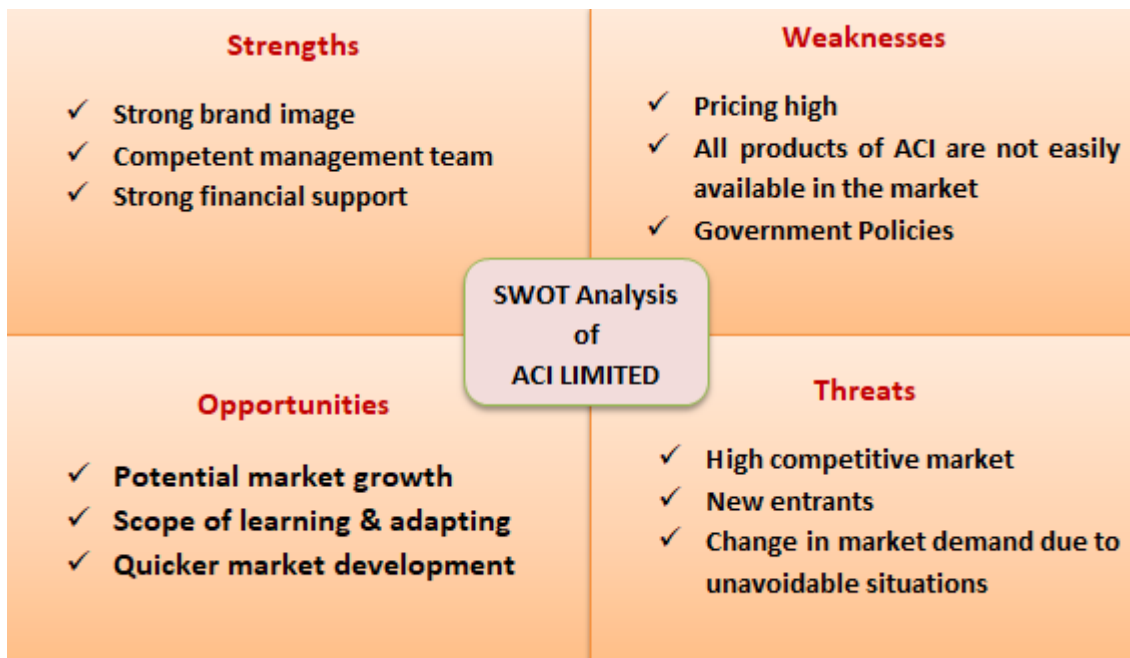 Strengths
✓ Strong brand image
✓ Competent management team
✓ Strong financial support
Weaknesses
✓ Pricing high
✓ All products of ACI are not easily
available in the market
✓ Government Policies
SWOT Analysis
of
ACI LIMITED
Opportunities
✓ Potential market growth
✓ Scope of learning & adapting
✓ Quicker market development
Threats
✓ High competitive market
✓ New entrants
✓ Change in market demand due to
unavoidable situations